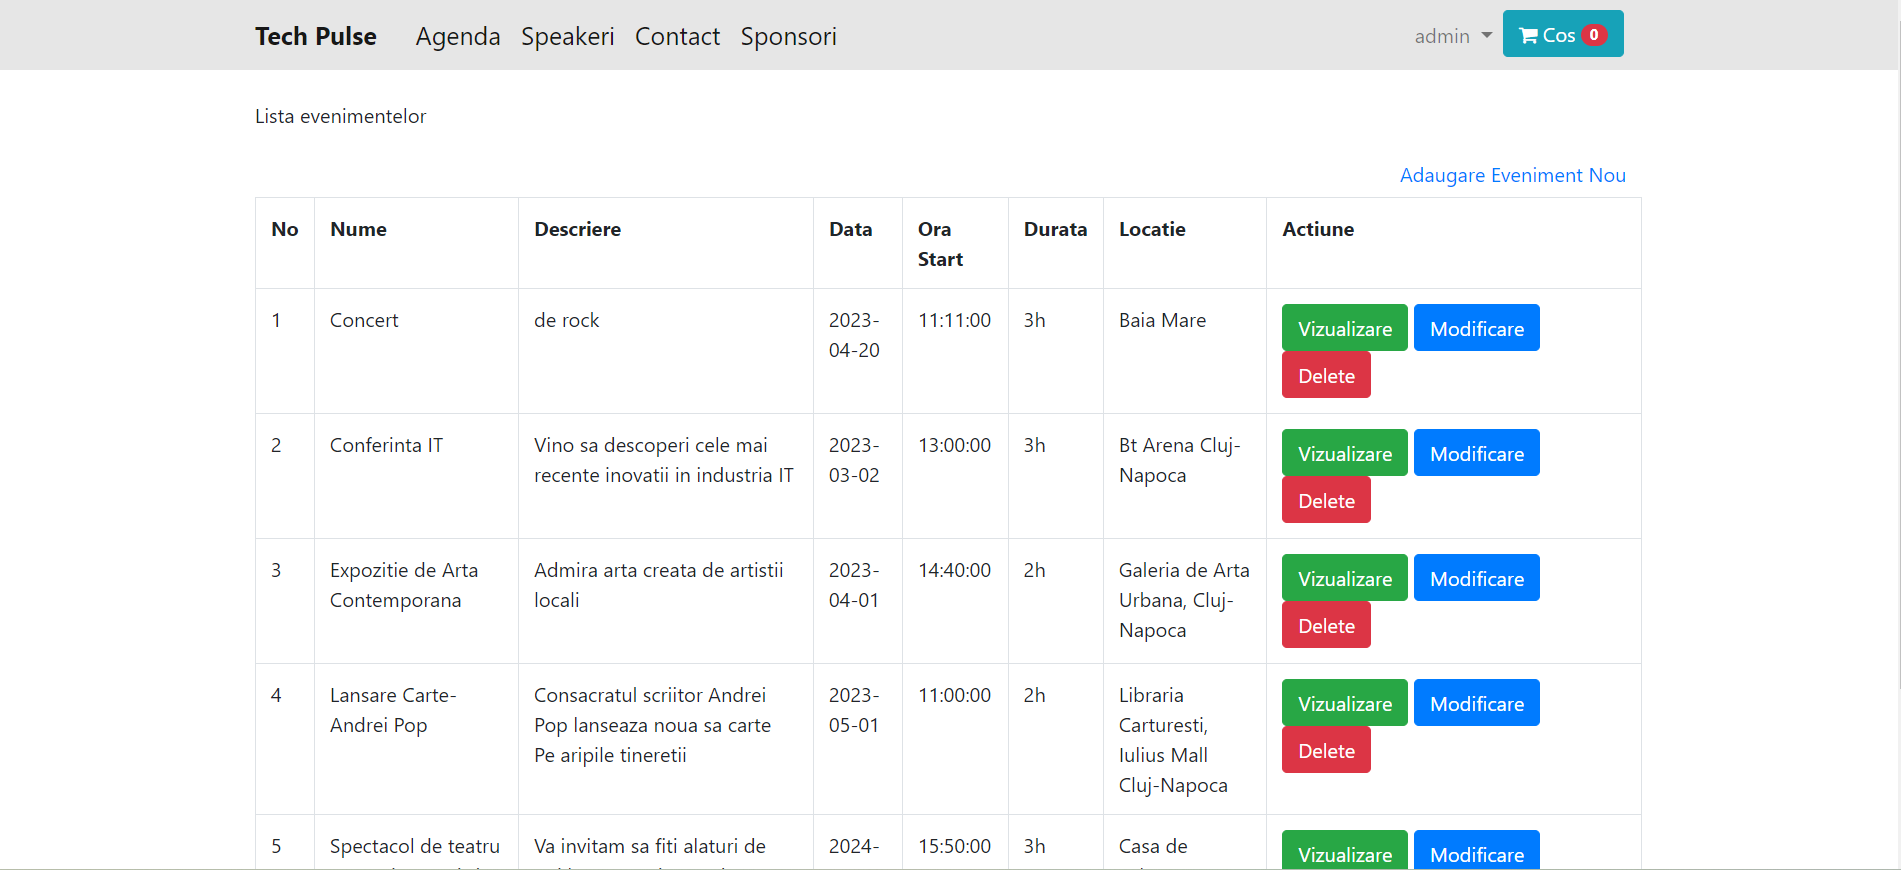 Tech Pulse Agenda Speakeri Contact Sponsori admin Cos 0
Lista evenimentelor
Adaugare Eveniment Nou
No Nume Descriere Data Ora Durata Locatie Actiune
Start
1 Concert de rock 2023- 11:11:00 3h Baia Mare Vizualizare Modificare
04-20
Delete
2 Conferinta IT Vino sa descoperi cele mai 2023- 13:00:00 3h Bt Arena Cluj- Vizualizare Modificare
recente inovatii in industria IT 03-02 Napoca
Delete
3 Expozitie de Arta Admira arta creata de artistii 2023- 14:40:00 2h Galeria de Arta Vizualizare Modificare
Contemporana locali 04-01 Urbana, Cluj-
Napoca Delete
4 Lansare Carte- Consacratul scriitor Andrei 2023- 11:00:00 2h Libraria Vizualizare Modificare
Andrei Pop Pop lanseaza noua sa carte 05-01 Carturesti,
Pe aripile tineretii Iulius Mall Delete
Cluj-Napoca
5 Spectacol de teatru Va invitam sa fiti alaturi de 2024- 15:50:00 3h Casa de Vizualizare Modificare